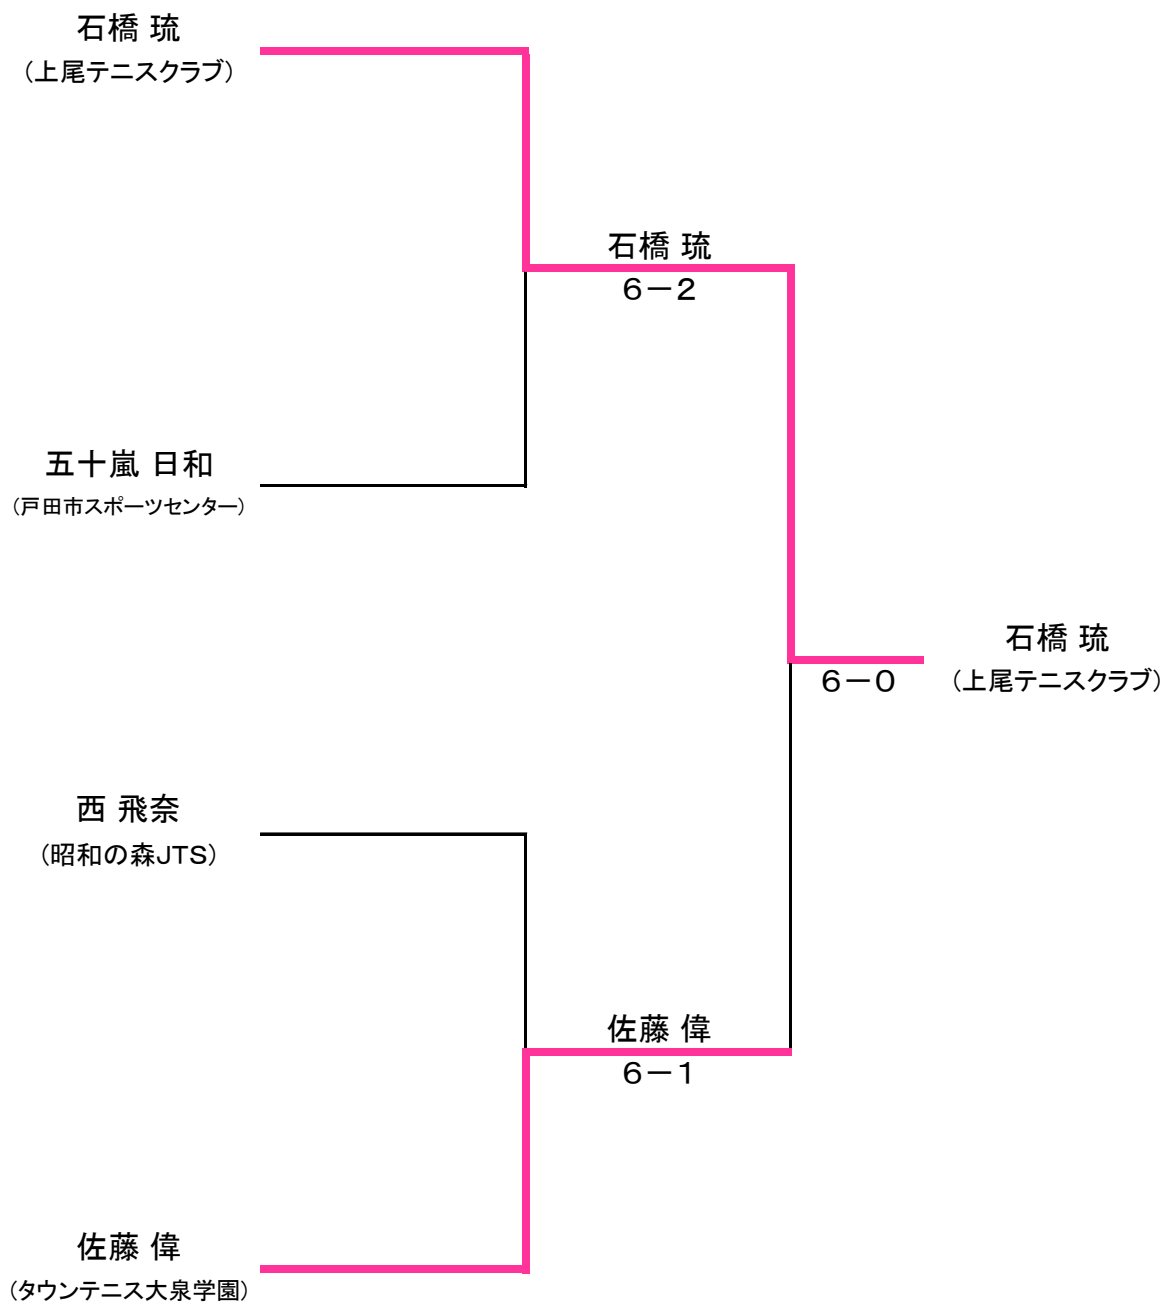 石橋 琉
(上尾テニスクラブ)
石橋 琉
6－2
五十嵐 日和
(戸田市スポーツセンター)
石橋 琉
(上尾テニスクラブ)
6－0
西 飛奈
(昭和の森JTS)
佐藤 偉
6－1
佐藤 偉
(タウンテニス大泉学園)